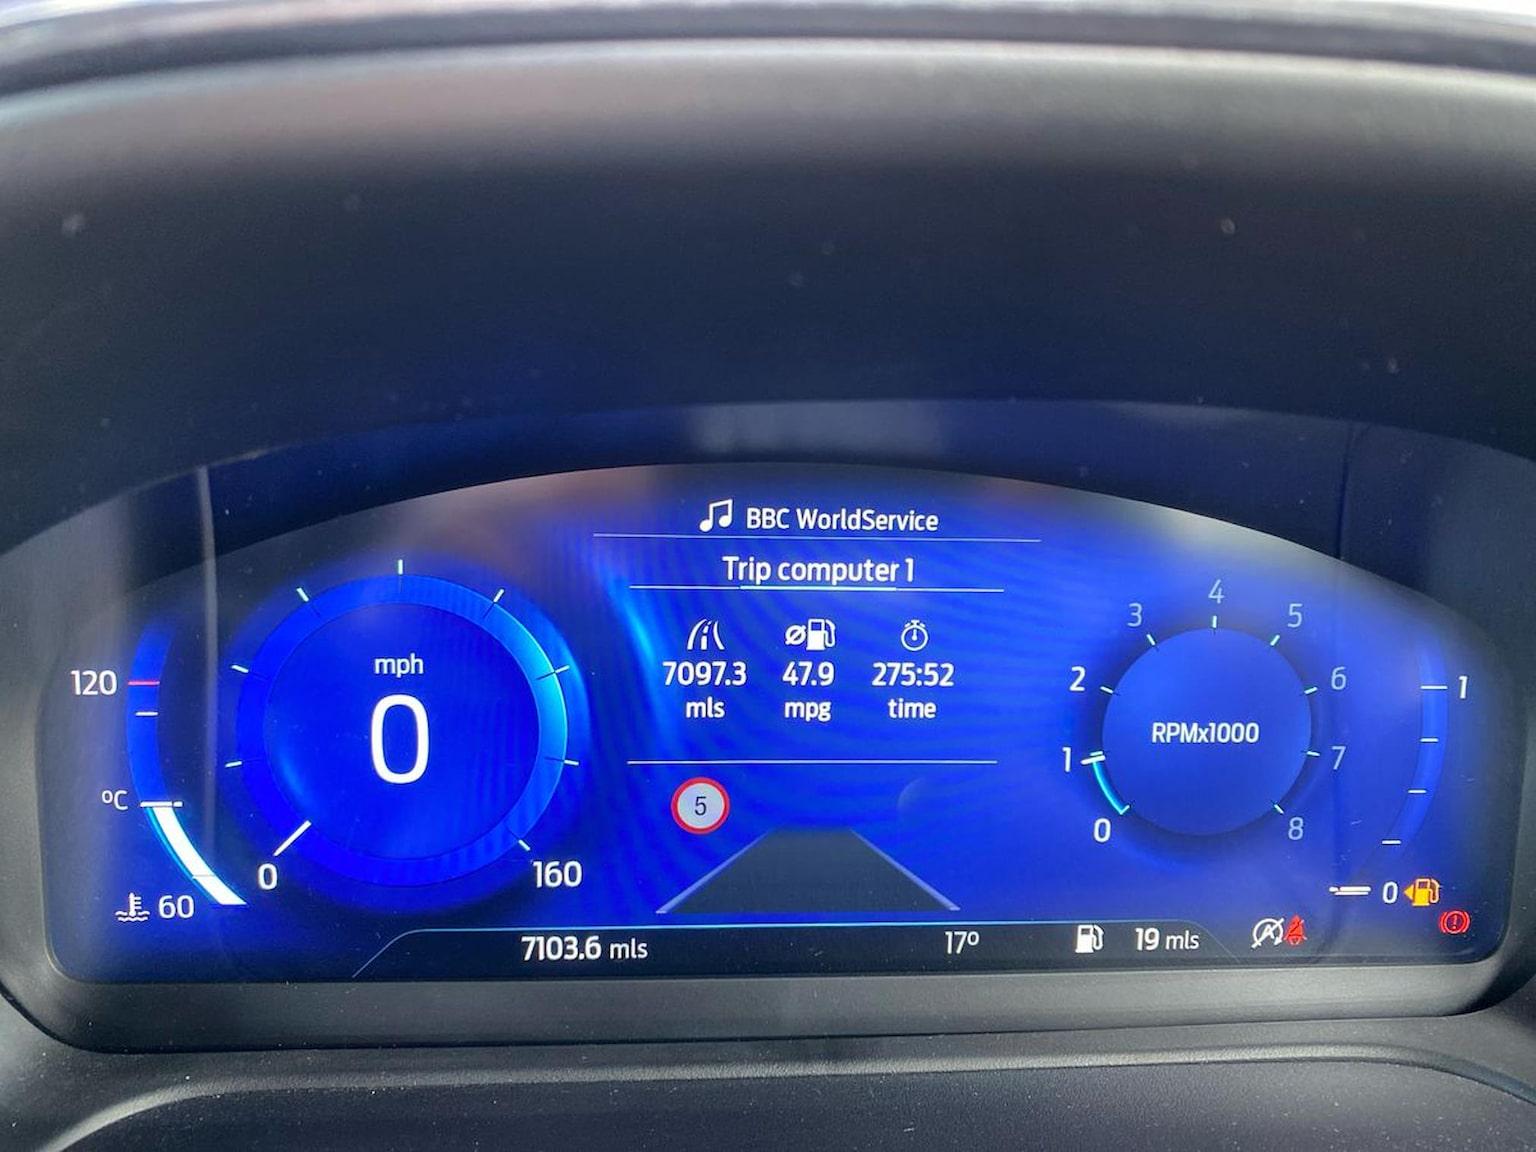 BBC WorldService
Trip computer 1
7097.3 47.9 275:52
mls mpg time
5
120
ºC
60
mph
0
0
160
RPMx1000
0
1
2
3
4
5
6
7
8
1
0
7103.6 mls
17º
19 mls